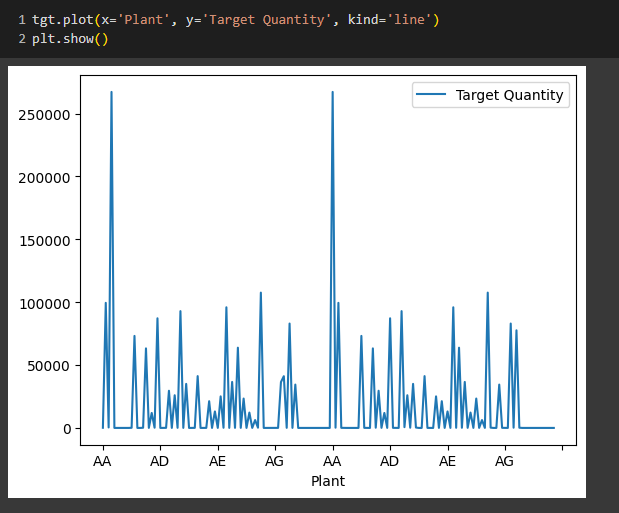 1 tgt.plot(x='Plant', y='Target Quantity', kind='line')
2 plt.show()
Target Quantity
250000
200000
150000
100000
50000
0
AA AD AE AG AA AD AE AG
Plant